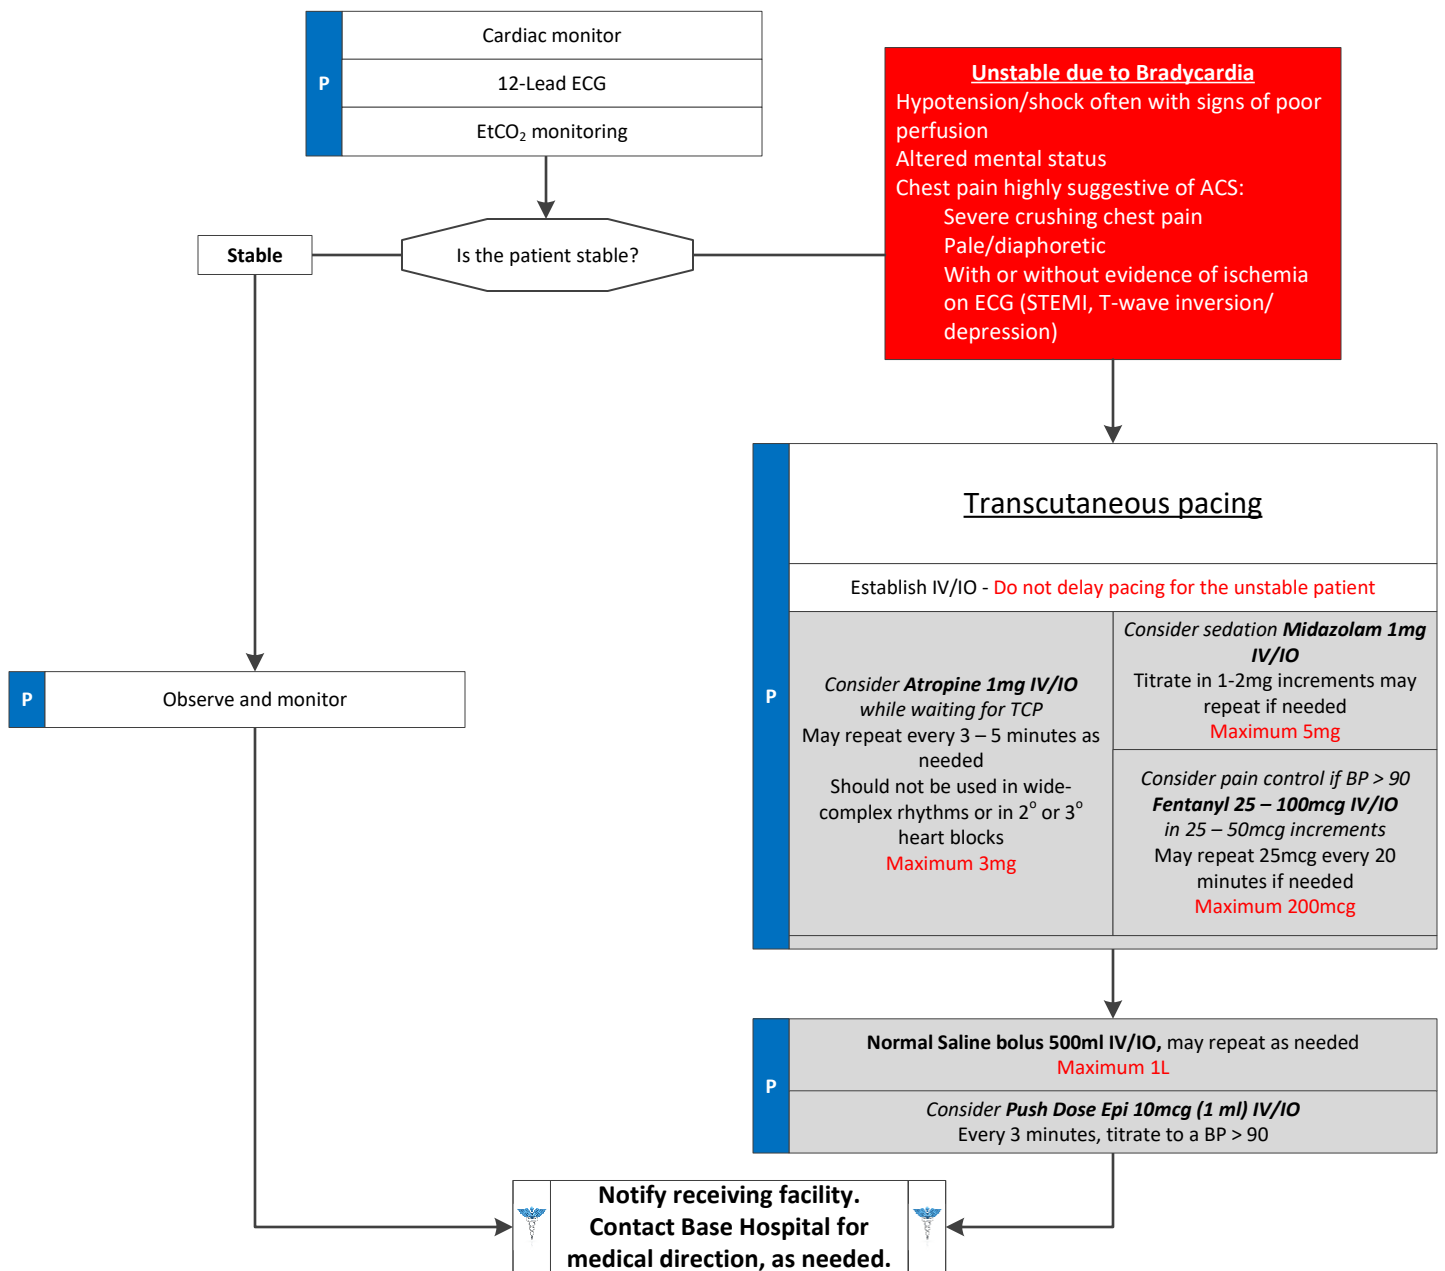 P
Cardiac monitor
12-Lead ECG
EtCO₂ monitoring
Is the patient stable?
Stable
Unstable due to Bradycardia
Hypotension/shock often with signs of poor
perfusion
Altered mental status
Chest pain highly suggestive of ACS:
Severe crushing chest pain
Pale/diaphoretic
With or without evidence of ischemia
on ECG (STEMI, T-wave inversion/
depression)
P
Observe and monitor
P
Transcutaneous pacing
Establish IV/IO - Do not delay pacing for the unstable patient
Consider Atropine 1mg IV/IO
while waiting for TCP
May repeat every 3 – 5 minutes as
needed
Should not be used in wide-
complex rhythms or in 2° or 3°
heart blocks
Maximum 3mg
Consider sedation Midazolam 1mg
IV/IO
Titrate in 1-2mg increments may
repeat if needed
Maximum 5mg
Consider pain control if BP > 90
Fentanyl 25 – 100mcg IV/IO
in 25 – 50mcg increments
May repeat 25mcg every 20
minutes if needed
Maximum 200mcg
P
Normal Saline bolus 500ml IV/IO, may repeat as needed
Maximum 1L
Consider Push Dose Epi 10mcg (1 ml) IV/IO
Every 3 minutes, titrate to a BP > 90
Notify receiving facility.
Contact Base Hospital for
medical direction, as needed.